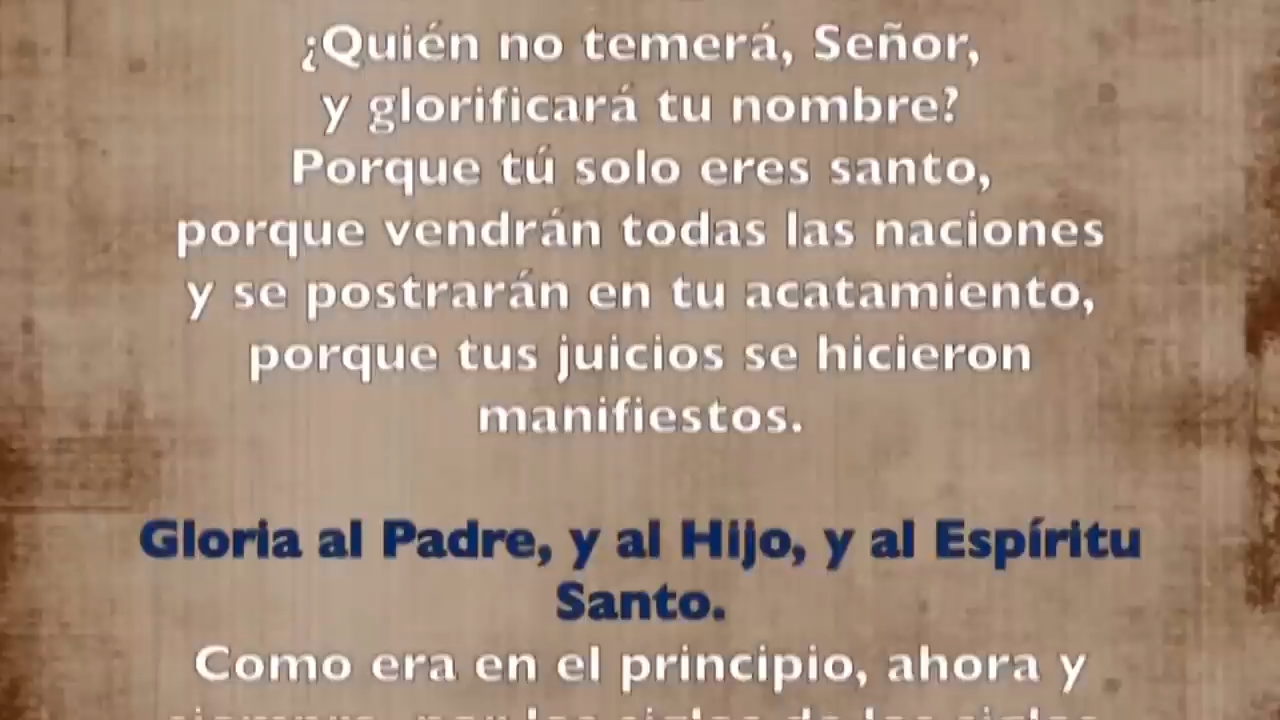 ¿Quién no temerá, Señor,
y glorificará tu nombre?
Porque tú solo eres santo,
porque vendrán todas las naciones
y se postrarán en tu acatamiento,
porque tus juicios se hicieron
manifiestos.
Gloria al Padre, y al Hijo, y al Espíritu
Santo.
Como era en el principio, ahora y